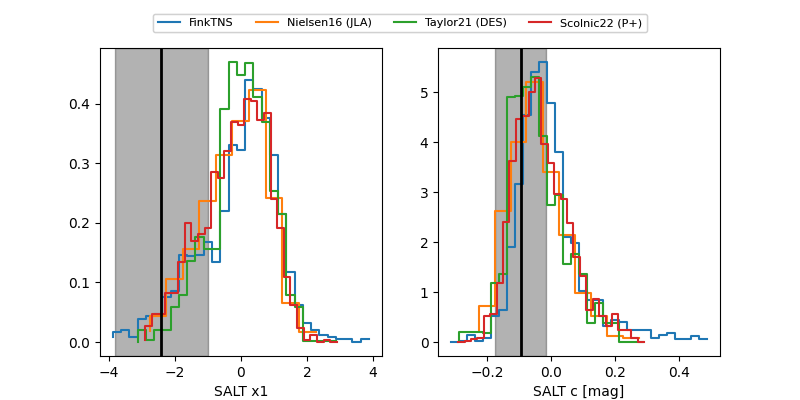 FinkTNS Nielsen16 (JLA) Taylor21 (DES) Scolnic22 (P+)
0.4
0.3
0.2
0.1
0.0
−4 −2 0 2 4
SALT x1
5
4
3
2
1
0
−0.2 0.0 0.2 0.4
SALT c [mag]